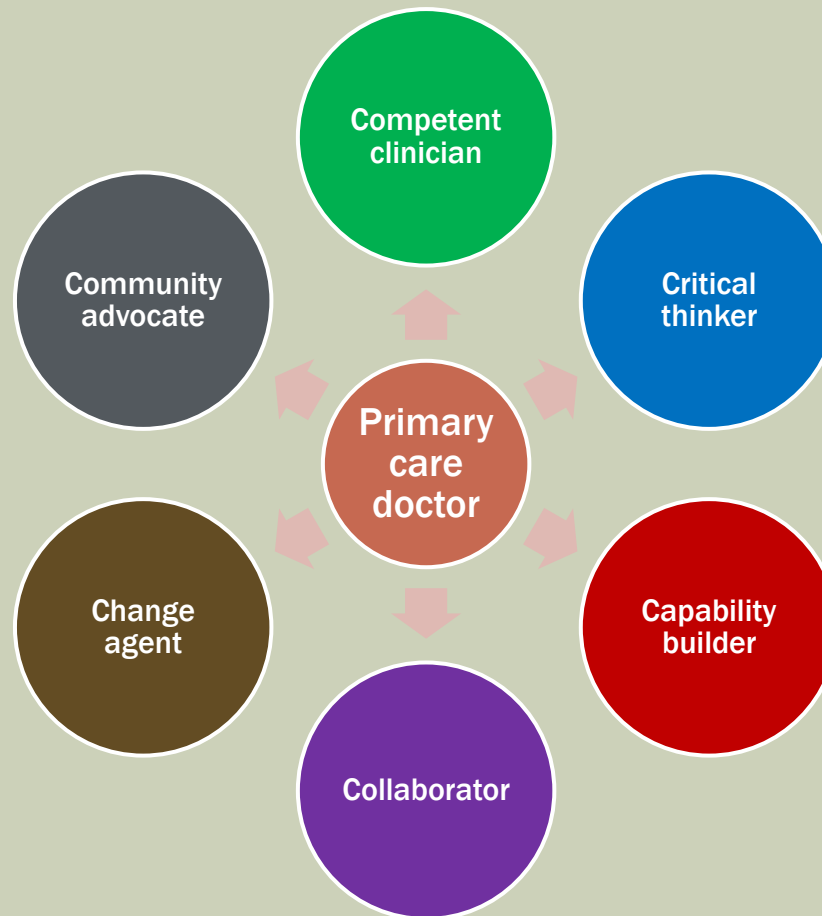 Competent
clinician
Community
advocate
Critical
thinker
Primary
care
doctor
Change
agent
Capability
builder
Collaborator